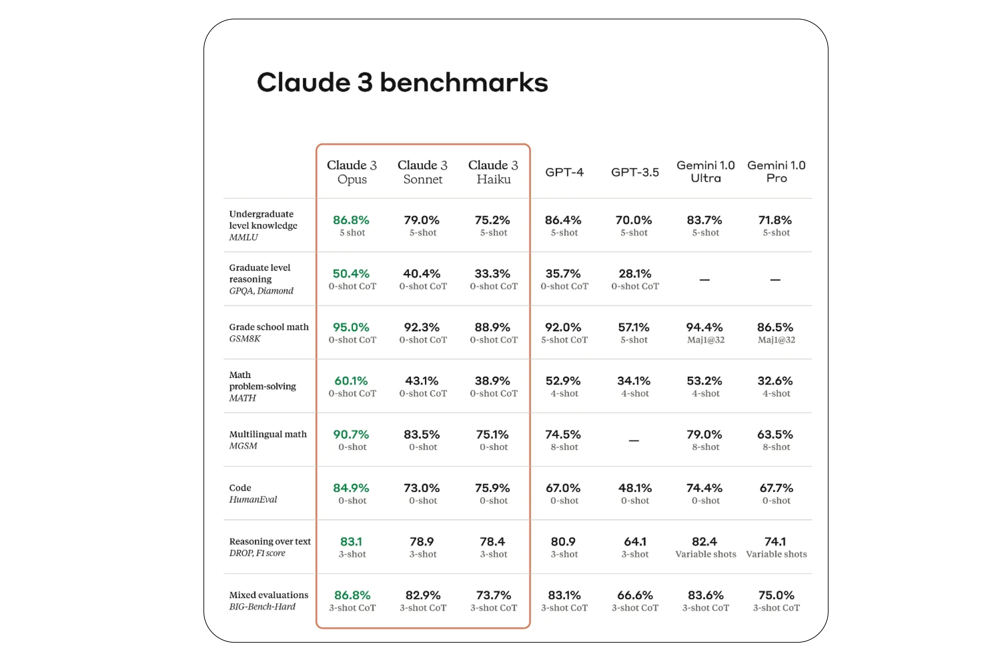 Claude 3 benchmarks
Claude 3 Opus Claude 3 Sonnet Claude 3 Haiku GPT-4 GPT-3.5 Gemini 1.0 Ultra Gemini 1.0 Pro
Undergraduate level knowledge MMLU
86.8% 79.0% 75.2% 86.4% 70.0% 83.7% 71.8%
5 shot 5-shot 5-shot 5-shot 5-shot 5-shot 5-shot
Graduate level reasoning GPQA, Diamond
50.4% 40.4% 33.3% 35.7% 28.1% — —
0-shot CoT 0-shot CoT 0-shot CoT 0-shot CoT 0-shot CoT
Grade school math GSM8K
95.0% 92.3% 88.9% 92.0% 57.1% 94.4% 86.5%
0-shot CoT 0-shot CoT 0-shot CoT 5-shot CoT 5-shot Maj1@32 Maj1@32
Math problem-solving MATH
60.1% 43.1% 38.9% 52.9% 34.1% 53.2% 32.6%
0-shot CoT 0-shot CoT 0-shot CoT 4-shot 4-shot 4-shot 4-shot
Multilingual math MGSM
90.7% 83.5% 75.1% 74.5% — 79.0% 63.5%
0-shot 0-shot 0-shot 8-shot 8-shot 8-shot
Code HumanEval
84.9% 73.0% 75.9% 67.0% 48.1% 74.4% 67.7%
0-shot 0-shot 0-shot 0-shot 0-shot 0-shot 0-shot
Reasoning over text DROP, F1 score
83.1 78.9 78.4 80.9 64.1 82.4 74.1
3-shot 3-shot 3-shot 3-shot 3-shot Variable shots Variable shots
Mixed evaluations BIG-Bench-Hard
86.8% 82.9% 73.7% 83.1% 66.6% 83.6% 75.0%
3-shot CoT 3-shot CoT 3-shot CoT 3-shot CoT 3-shot CoT 3-shot CoT 3-shot CoT